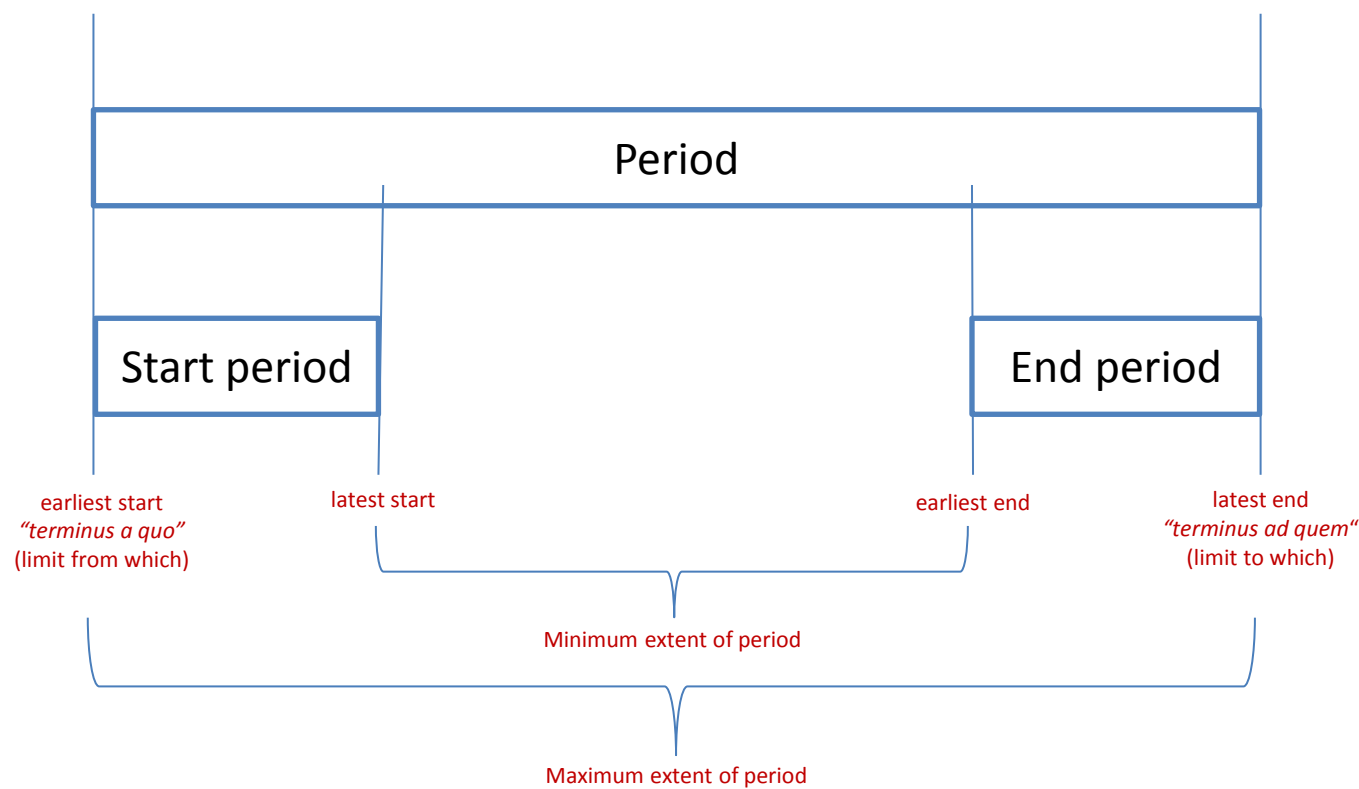 Period
Start period
End period
earliest start
“terminus a quo”
(limit from which)
latest start
earliest end
latest end
“terminus ad quem“
(limit to which)
Minimum extent of period
Maximum extent of period